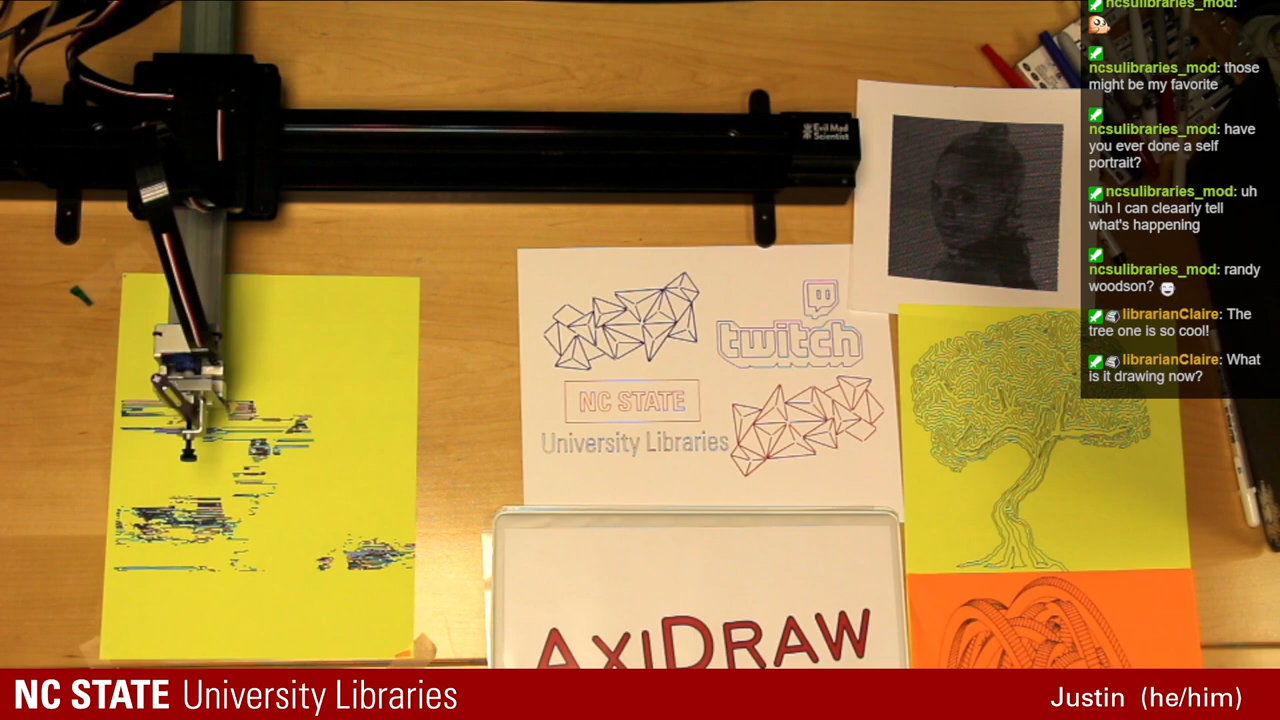 Evil Mad
Scientist
twitch
NC STATE
University Libraries
AXIDRAW
ncsulibraries_mod:
ncsulibraries_mod: those
might be my favorite
ncsulibraries_mod: have
you ever done a self
portrait?
ncsulibraries_mod: uh
huh I can cleaarly tell
what's happening
ncsulibraries_mod: randy
woodson?
librarianClaire: The
tree one is so cool!
librarianClaire: What
is it drawing now?
NC STATE University Libraries
Justin (he/him)